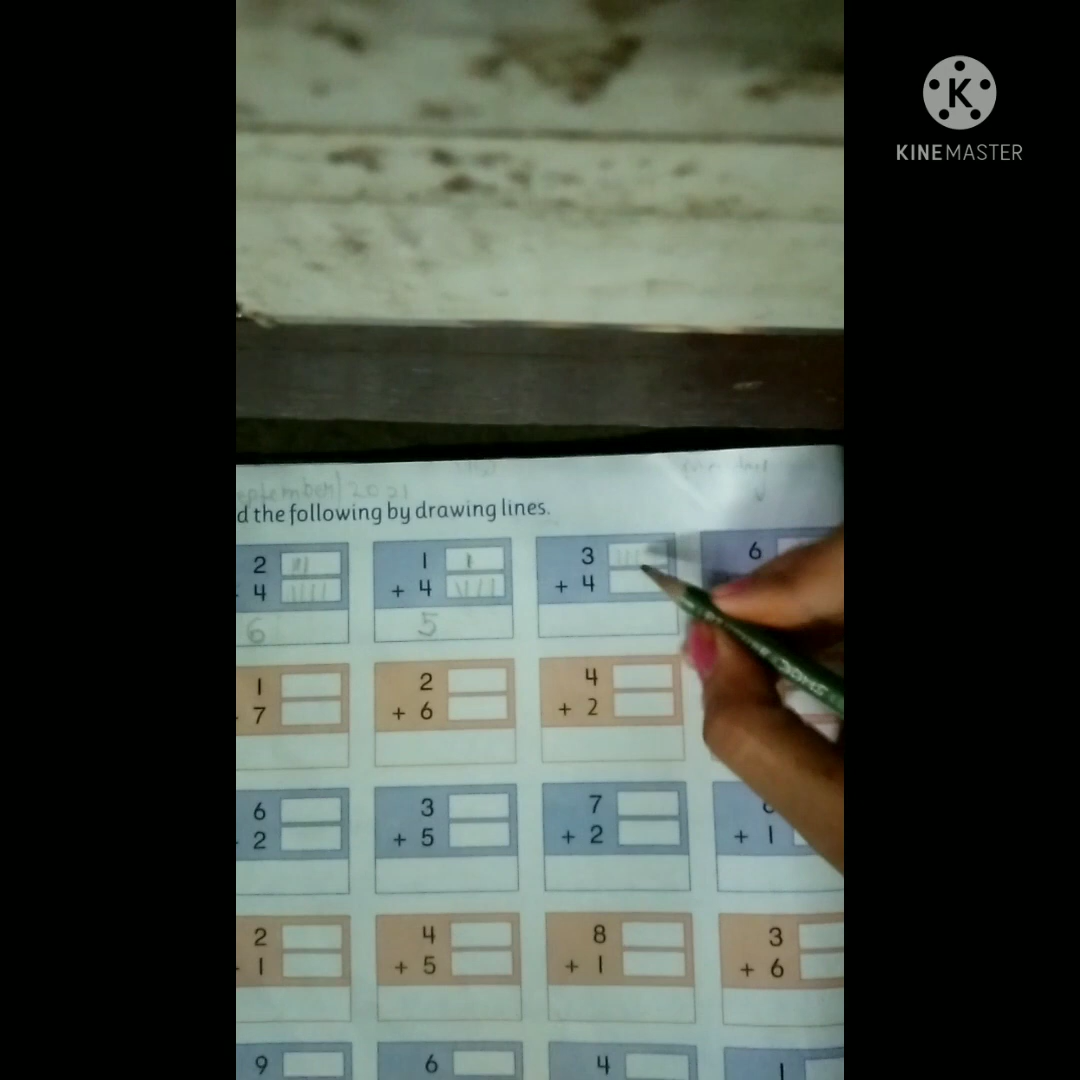 KINEMASTER
eptember/2021
d the following by drawing lines.
2 1 3 6
4 + 4 + 4
6 5
1 2 4
7 + 6 + 2
6 3 7
2 + 5 + 2 + 1
2 4 8 3
1 + 5 + 1 + 6
9 6 4 1